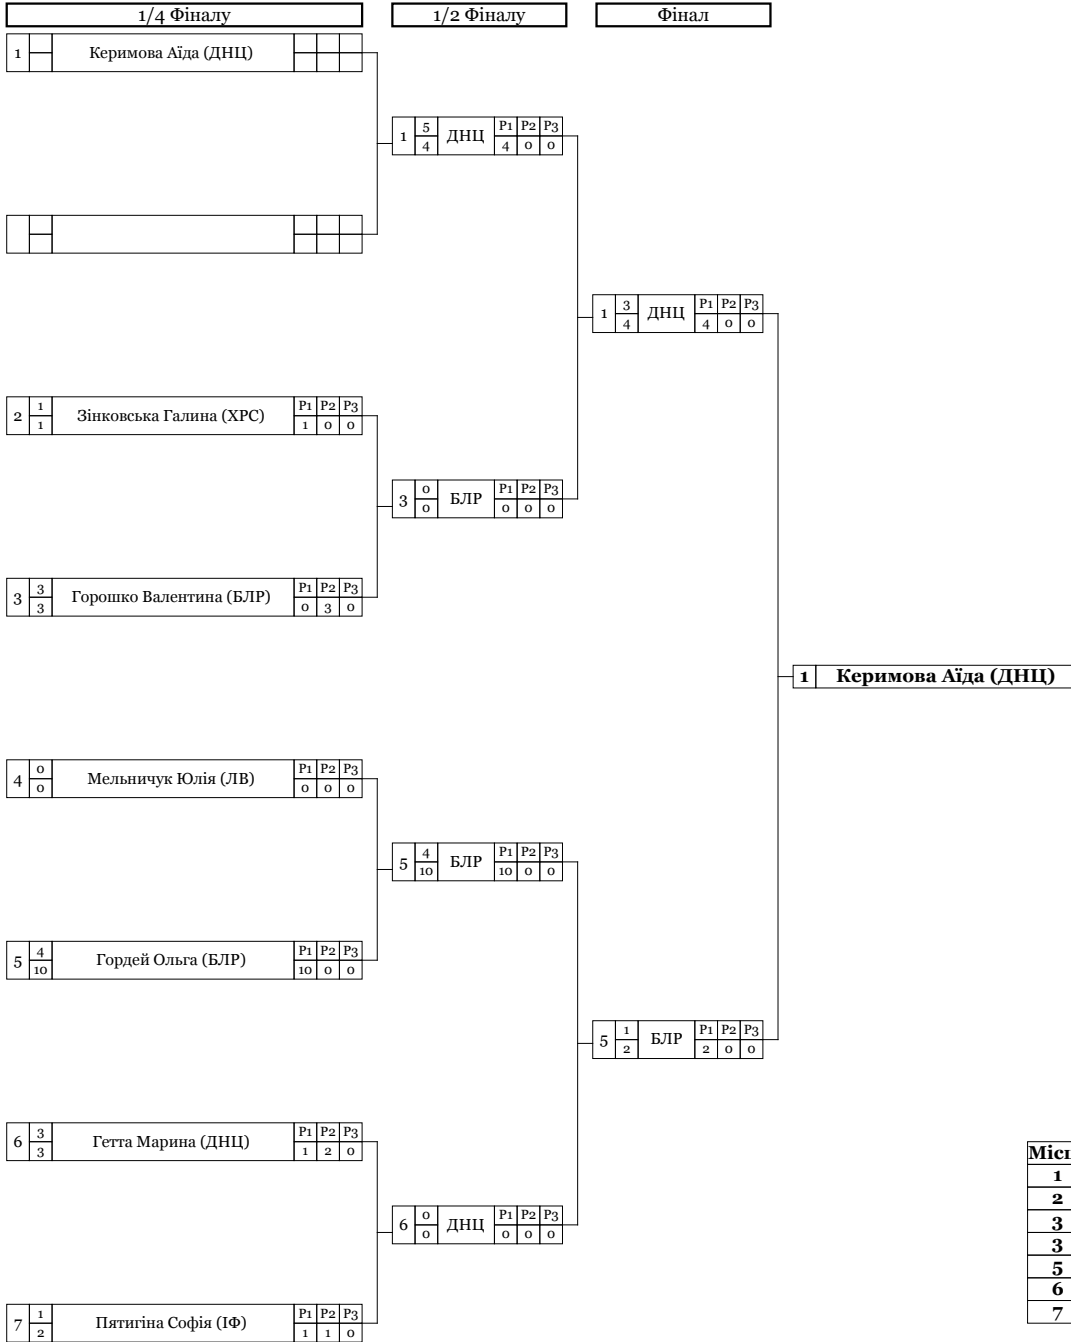 1/4 Фіналу 1/2 Фіналу Фінал
1 Керимова Аїда (ДНЦ)
5 P1 P2 P3
1 ДНЦ
4 4 0 0
3 P1 P2 P3
1 ДНЦ
4 4 0 0
1 P1 P2 P3
2 Зінковська Галина (ХРС)
1 1 0 0
0 P1 P2 P3
3 БЛР
0 0 0 0
3 P1 P2 P3
3 Горошко Валентина (БЛР)
3 0 3 0
1 Керимова Аїда (ДНЦ)
0 P1 P2 P3
4 Мельничук Юлія (ЛВ)
0 0 0 0
4 P1 P2 P3
5 БЛР
10 10 0 0
4 P1 P2 P3
5 Гордей Ольга (БЛР)
10 10 0 0
1 P1 P2 P3
5 БЛР
2 2 0 0
3 P1 P2 P3
6 Гетта Марина (ДНЦ)
3 1 2 0
Місц
1
2
3
3
5
6
7
0 P1 P2 P3
6 ДНЦ
0 0 0 0
1 P1 P2 P3
7 Пятигіна Софія (ІФ)
2 1 1 0